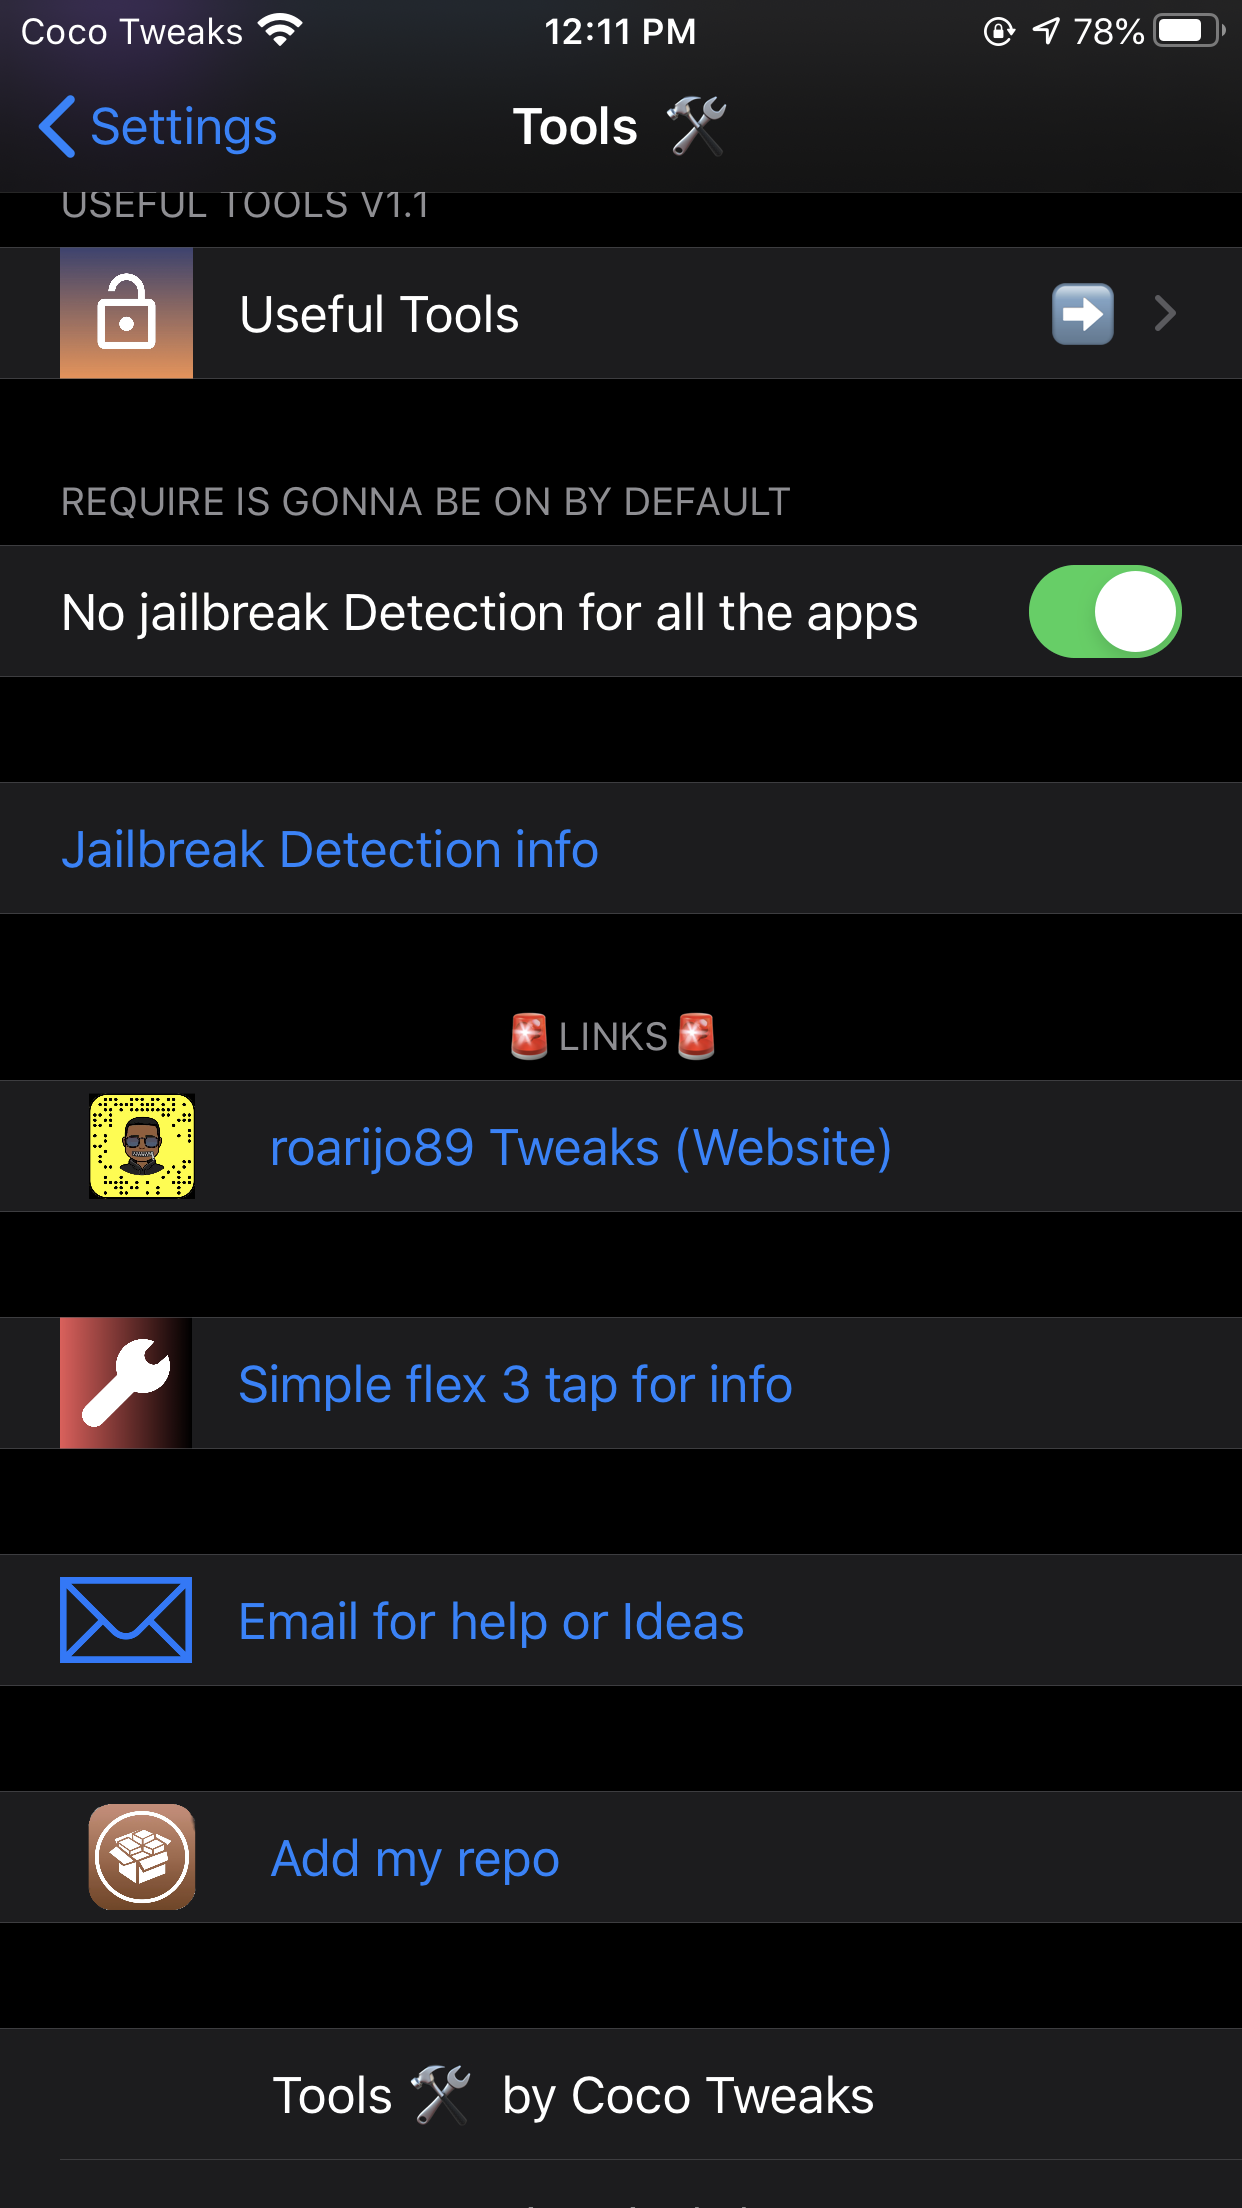 Coco Tweaks 12:11 PM 78%
Settings Tools
USEFUL TOOLS V1.1
Useful Tools
REQUIRE IS GONNA BE ON BY DEFAULT
No jailbreak Detection for all the apps
Jailbreak Detection info
LINKS
roarijo89 Tweaks (Website)
Simple flex 3 tap for info
Email for help or Ideas
Add my repo
Tools by Coco Tweaks